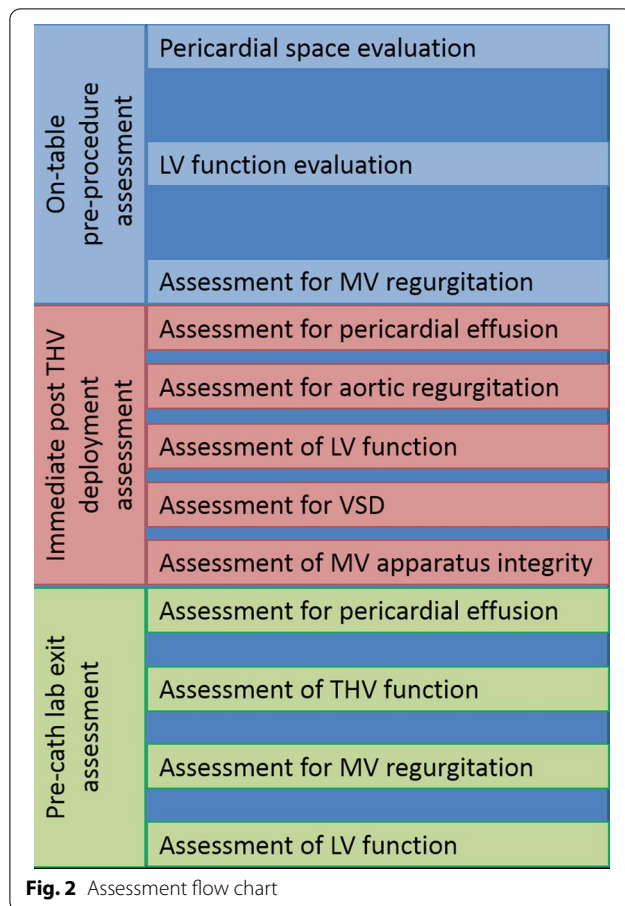 On-table
pre-procedure
assessment
Pericardial space evaluation
LV function evaluation
Assessment for MV regurgitation
Immediate post THV
deployment
assessment
Assessment for pericardial effusion
Assessment for aortic regurgitation
Assessment of LV function
Assessment for VSD
Assessment of MV apparatus integrity
Pre-cath lab exit
assessment
Assessment for pericardial effusion
Assessment of THV function
Assessment for MV regurgitation
Assessment of LV function
Fig. 2 Assessment flow chart